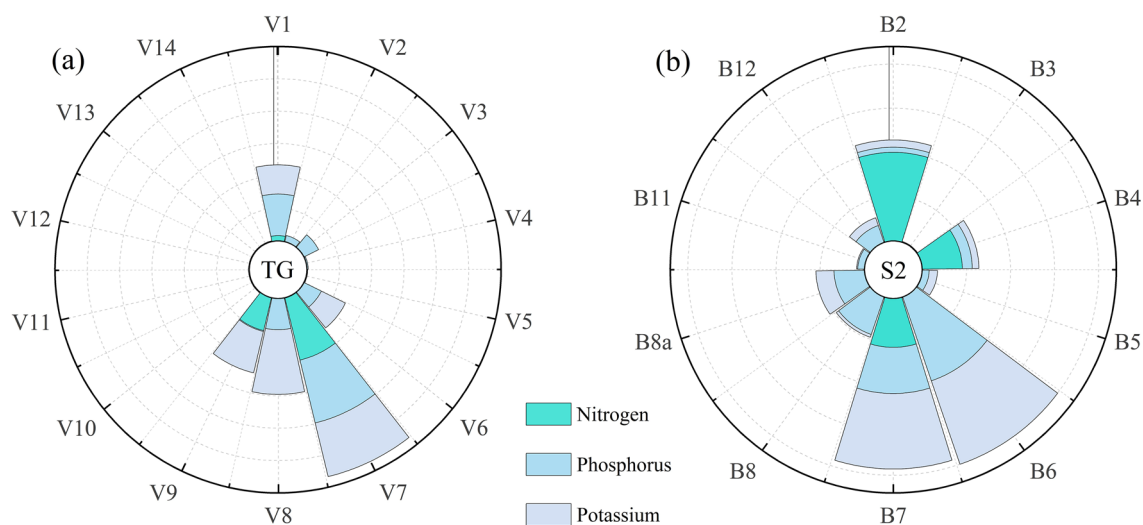 (a)
V1
V2
V3
V4
V5
V6
V7
V8
V9
V10
V11
V12
V13
V14
TG
(b)
B2
B3
B4
B5
B6
B7
B8
B8a
B11
B12
S2
Nitrogen
Phosphorus
Potassium